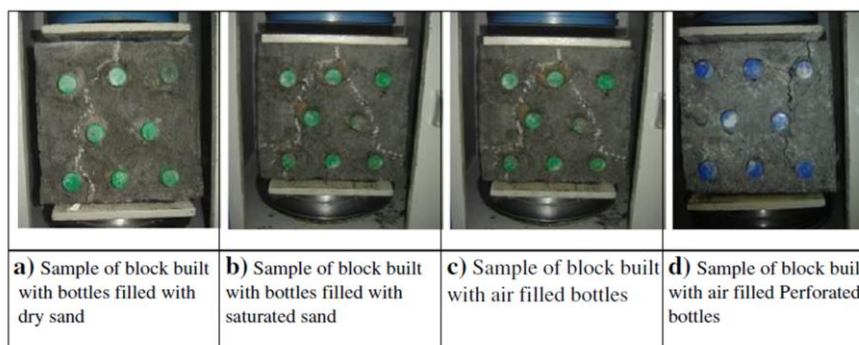 a) Sample of block built
with bottles filled with
dry sand
b) Sample of block built
with bottles filled with
saturated sand
c) Sample of block built
with air filled bottles
d) Sample of block buil
with air filled Perforated
bottles